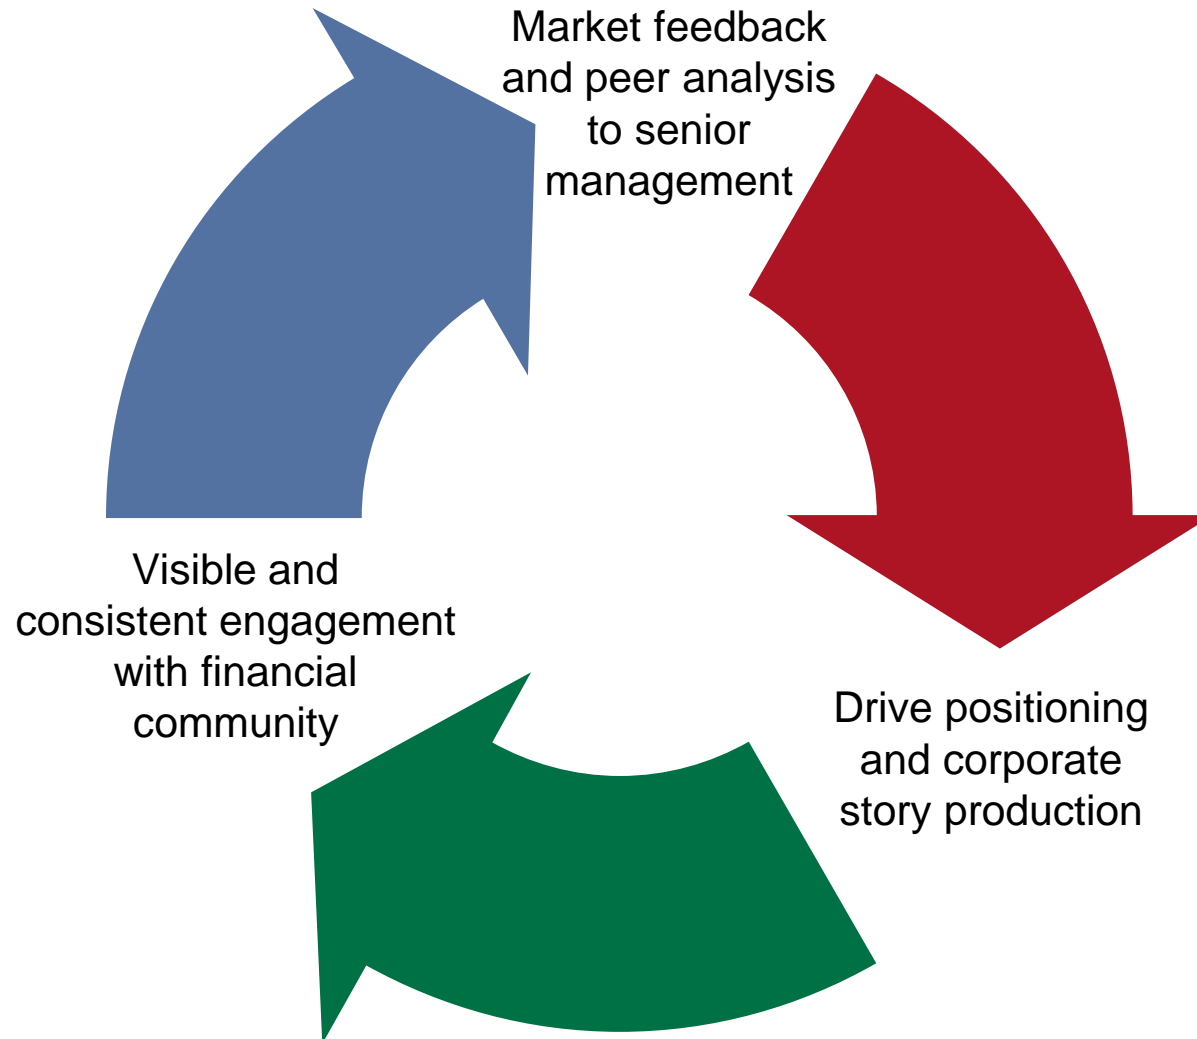 Market feedback
and peer analysis
to senior
management
Visible and
consistent engagement
with financial
community
Drive positioning
and corporate
story production